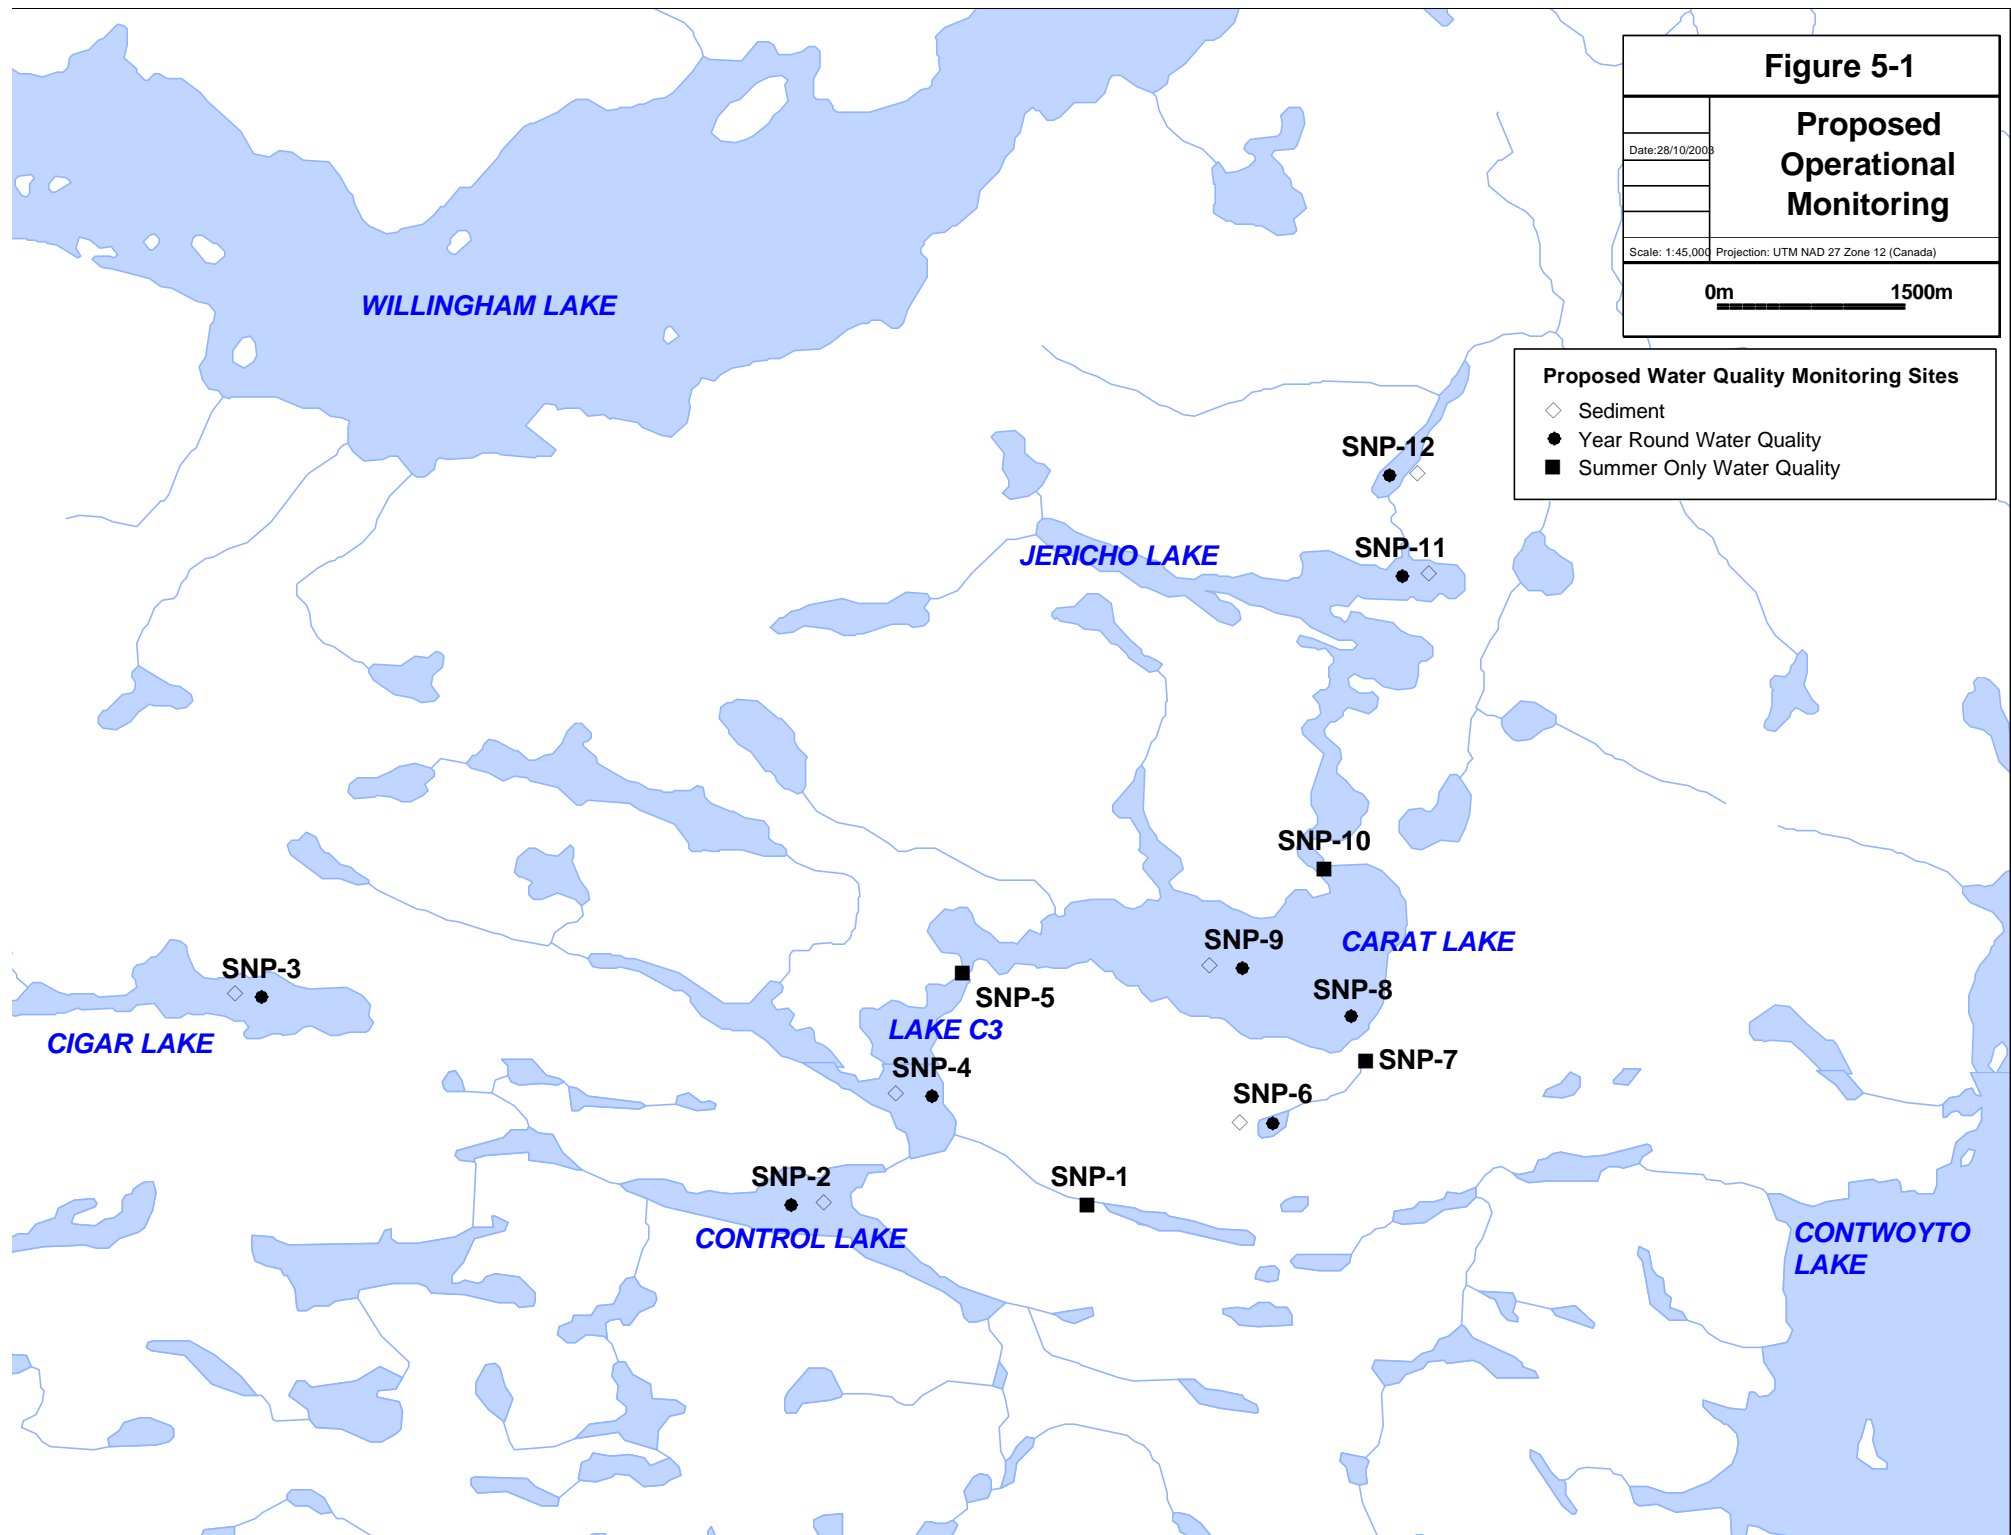 Figure 5-1
Proposed
Operational
Monitoring
Date:28/10/2003
Scale: 1:45,000 Projection: UTM NAD 27 Zone 12 (Canada)
0m 1500m
Proposed Water Quality Monitoring Sites
Sediment
Year Round Water Quality
Summer Only Water Quality
WILLINGHAM LAKE
SNP-12
SNP-11
JERICHO LAKE
SNP-10
SNP-9
CARAT LAKE
SNP-3
SNP-8
SNP-5
LAKE C3
CIGAR LAKE
SNP-7
SNP-4
SNP-6
SNP-2
SNP-1
CONTROL LAKE
CONTWOYTO
LAKE